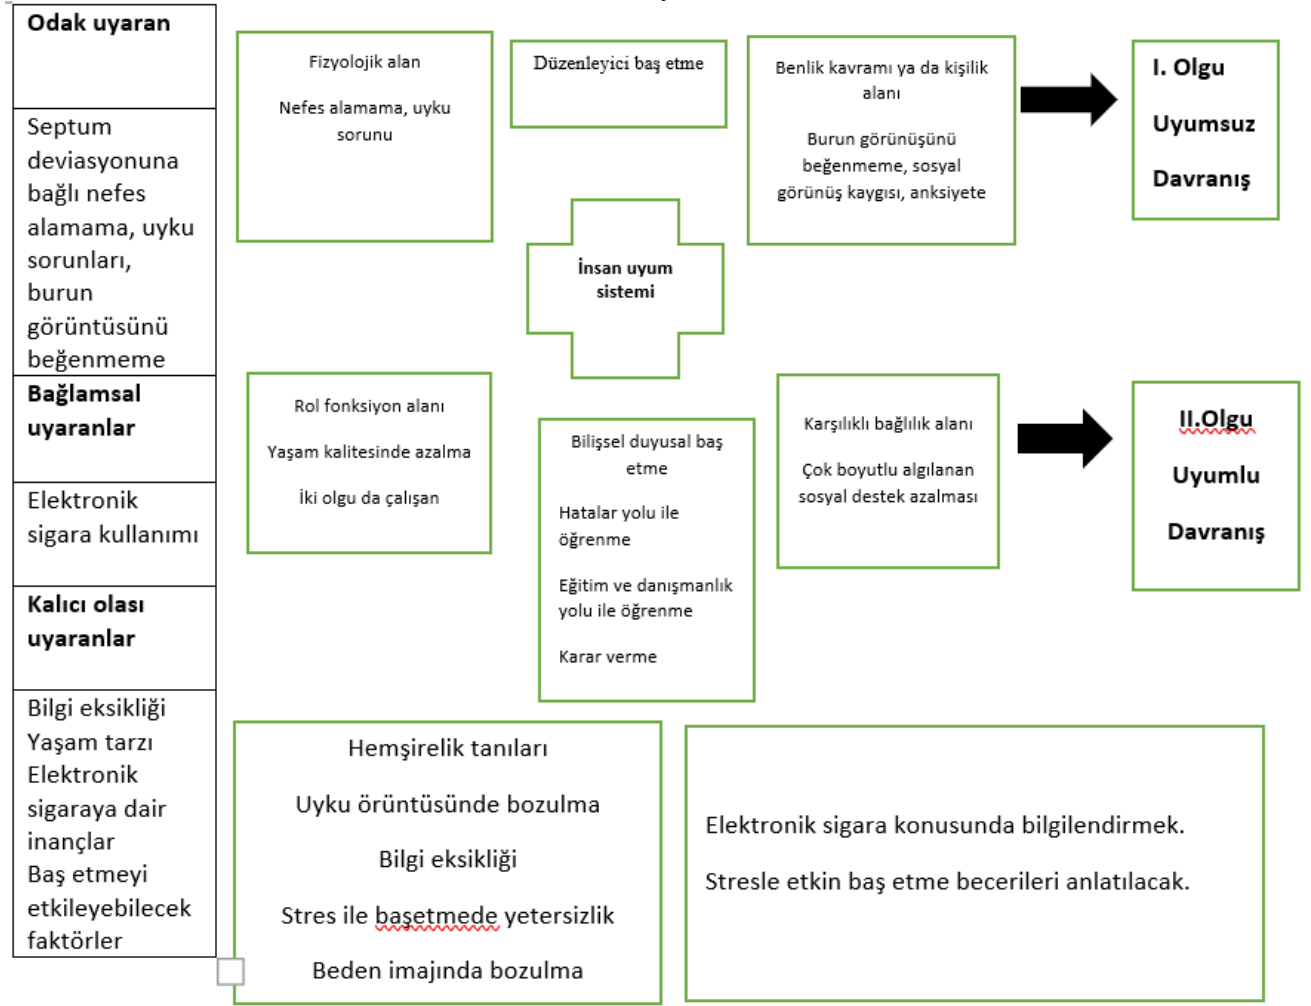 Odak uyaran
Septum
deviasyonuna
bağlı nefes
alamama, uyku
sorunları,
burun
görüntüsünü
beğenmeme
Bağlamsal
uyaranlar
Elektronik
sigara kullanımı
Kalıcı olası
uyaranlar
Bilgi eksikliği
Yaşam tarzı
Elektronik
sigaraya dair
inançlar
Baş etmeyi
etkileyebilecek
faktörler
Fizyolojik alan
Nefes alamama, uyku
sorunu
Düzenleyici baş etme
Benlik kavramı ya da kişilik
alanı
Burun görünüşünü
beğenmeme, sosyal
görünüş kaygısı, anksiyete
I. Olgu
Uyumsuz
Davranış
İnsan uyum
sistemi
Rol fonksiyon alanı
Yaşam kalitesinde azalma
İki olgu da çalışan
Bilişsel duyusal baş
etme
Hatalar yolu ile
öğrenme
Eğitim ve danışmanlık
yolu ile öğrenme
Karar verme
Karşılıklı bağlılık alanı
Çok boyutlu algılanan
sosyal destek azalması
II.Olgu
Uyumlu
Davranış
Hemşirelik tanıları
Uyku örüntüsünde bozulma
Bilgi eksikliği
Stres ile başetmede yetersizlik
Beden imajında bozulma
Elektronik sigara konusunda bilgilendirmek.
Stresle etkin baş etme becerileri anlatılacak.